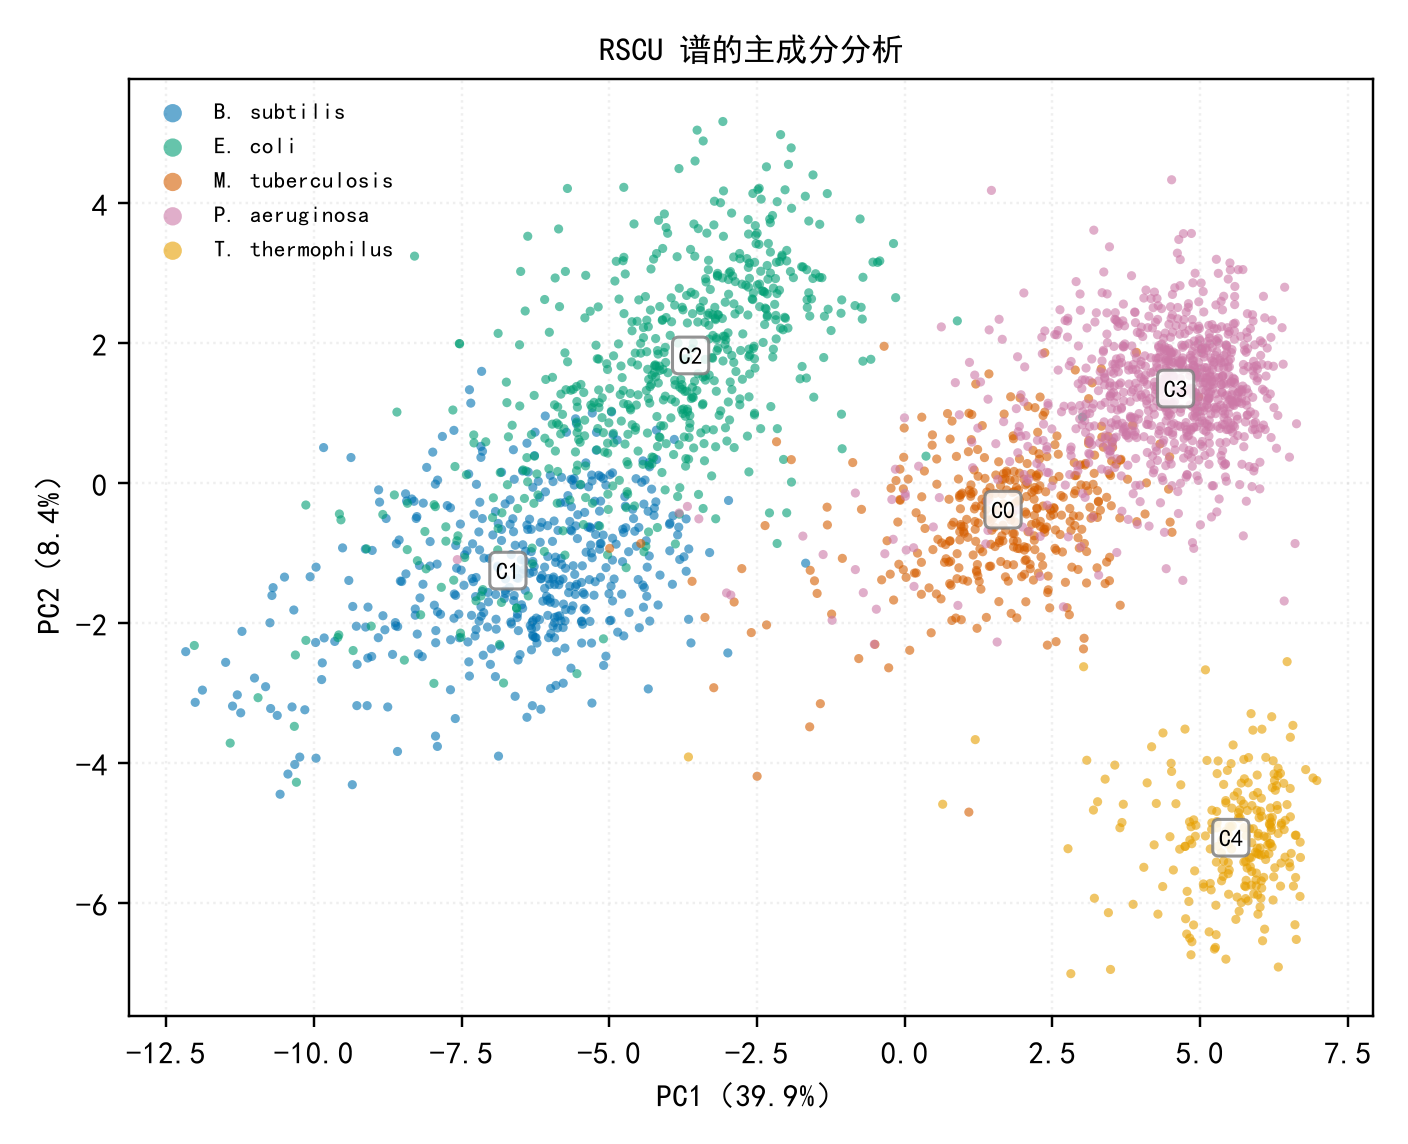 RSCU 谱的主成分分析
B. subtilis
E. coli
M. tuberculosis
P. aeruginosa
T. thermophilus
C2
C3
C0
C1
C4
4
2
0
−2
−4
−6
PC2 (8.4%)
−12.5 −10.0 −7.5 −5.0 −2.5 0.0 2.5 5.0 7.5
PC1 (39.9%)